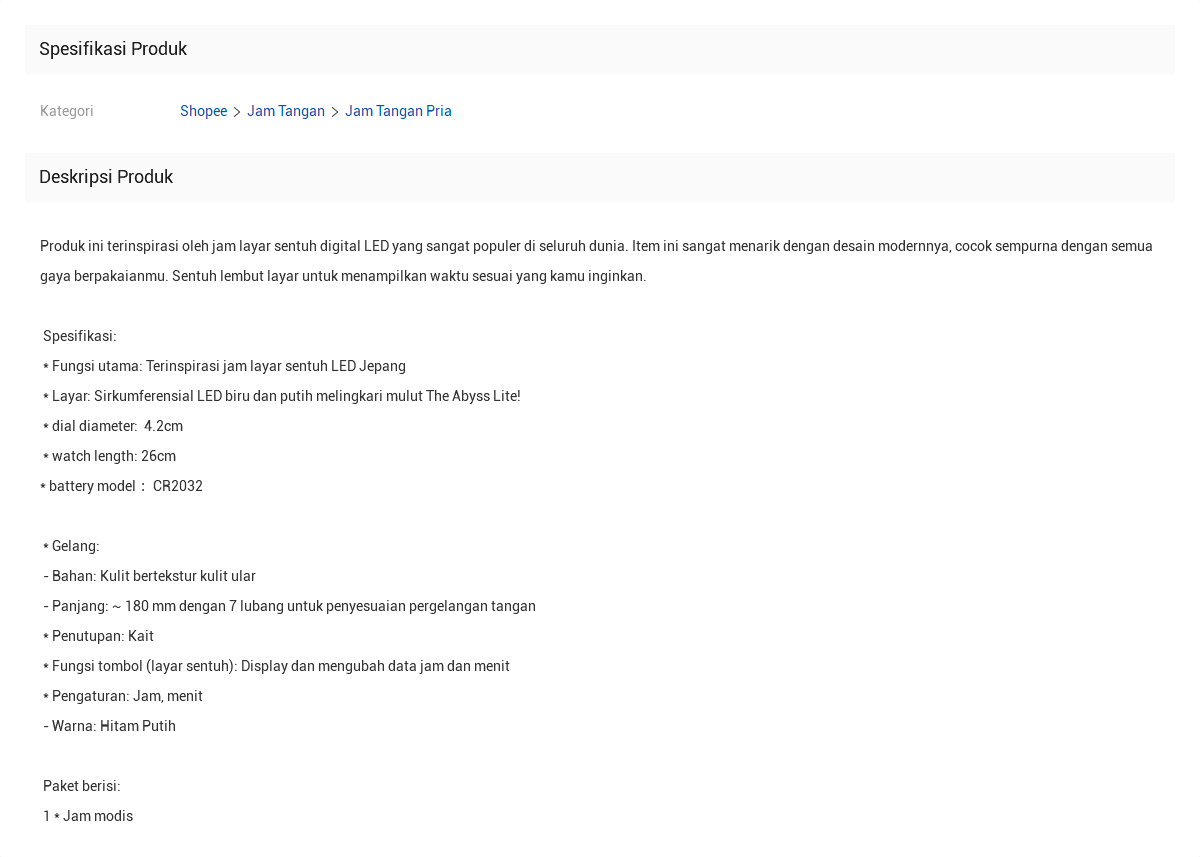 Spesifikasi Produk
Kategori Shopee > Jam Tangan > Jam Tangan Pria
Deskripsi Produk
Produk ini terinspirasi oleh jam layar sentuh digital LED yang sangat populer di seluruh dunia. Item ini sangat menarik dengan desain modernnya, cocok sempurna dengan semua
gaya berpakaianmu. Sentuh lembut layar untuk menampilkan waktu sesuai yang kamu inginkan.
Spesifikasi:
* Fungsi utama: Terinspirasi jam layar sentuh LED Jepang
* Layar: Sirkumferensial LED biru dan putih melingkari mulut The Abyss Lite!
* dial diameter:  4.2cm
* watch length: 26cm
* battery model： CR2032
* Gelang:
- Bahan: Kulit bertekstur kulit ular
- Panjang: ~ 180 mm dengan 7 lubang untuk penyesuaian pergelangan tangan
* Penutupan: Kait
* Fungsi tombol (layar sentuh): Display dan mengubah data jam dan menit
* Pengaturan: Jam, menit
- Warna: Hitam Putih
Paket berisi:
1 * Jam modis